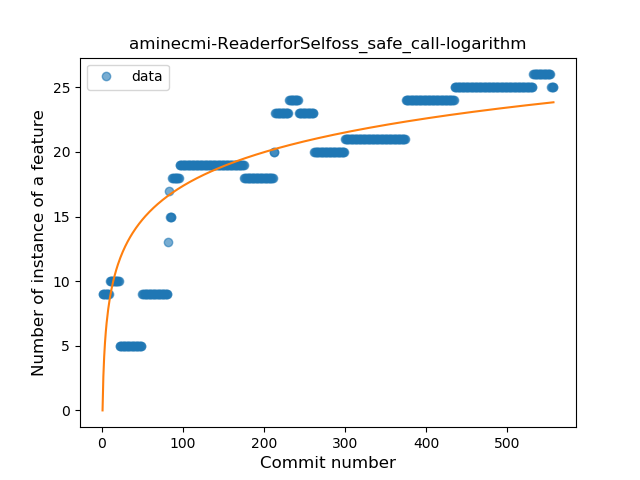 aminecmi-ReaderforSelfoss_safe_call-logarithm
data
Number of instance of a feature
25
20
15
10
5
0
0 100 200 300 400 500
Commit number